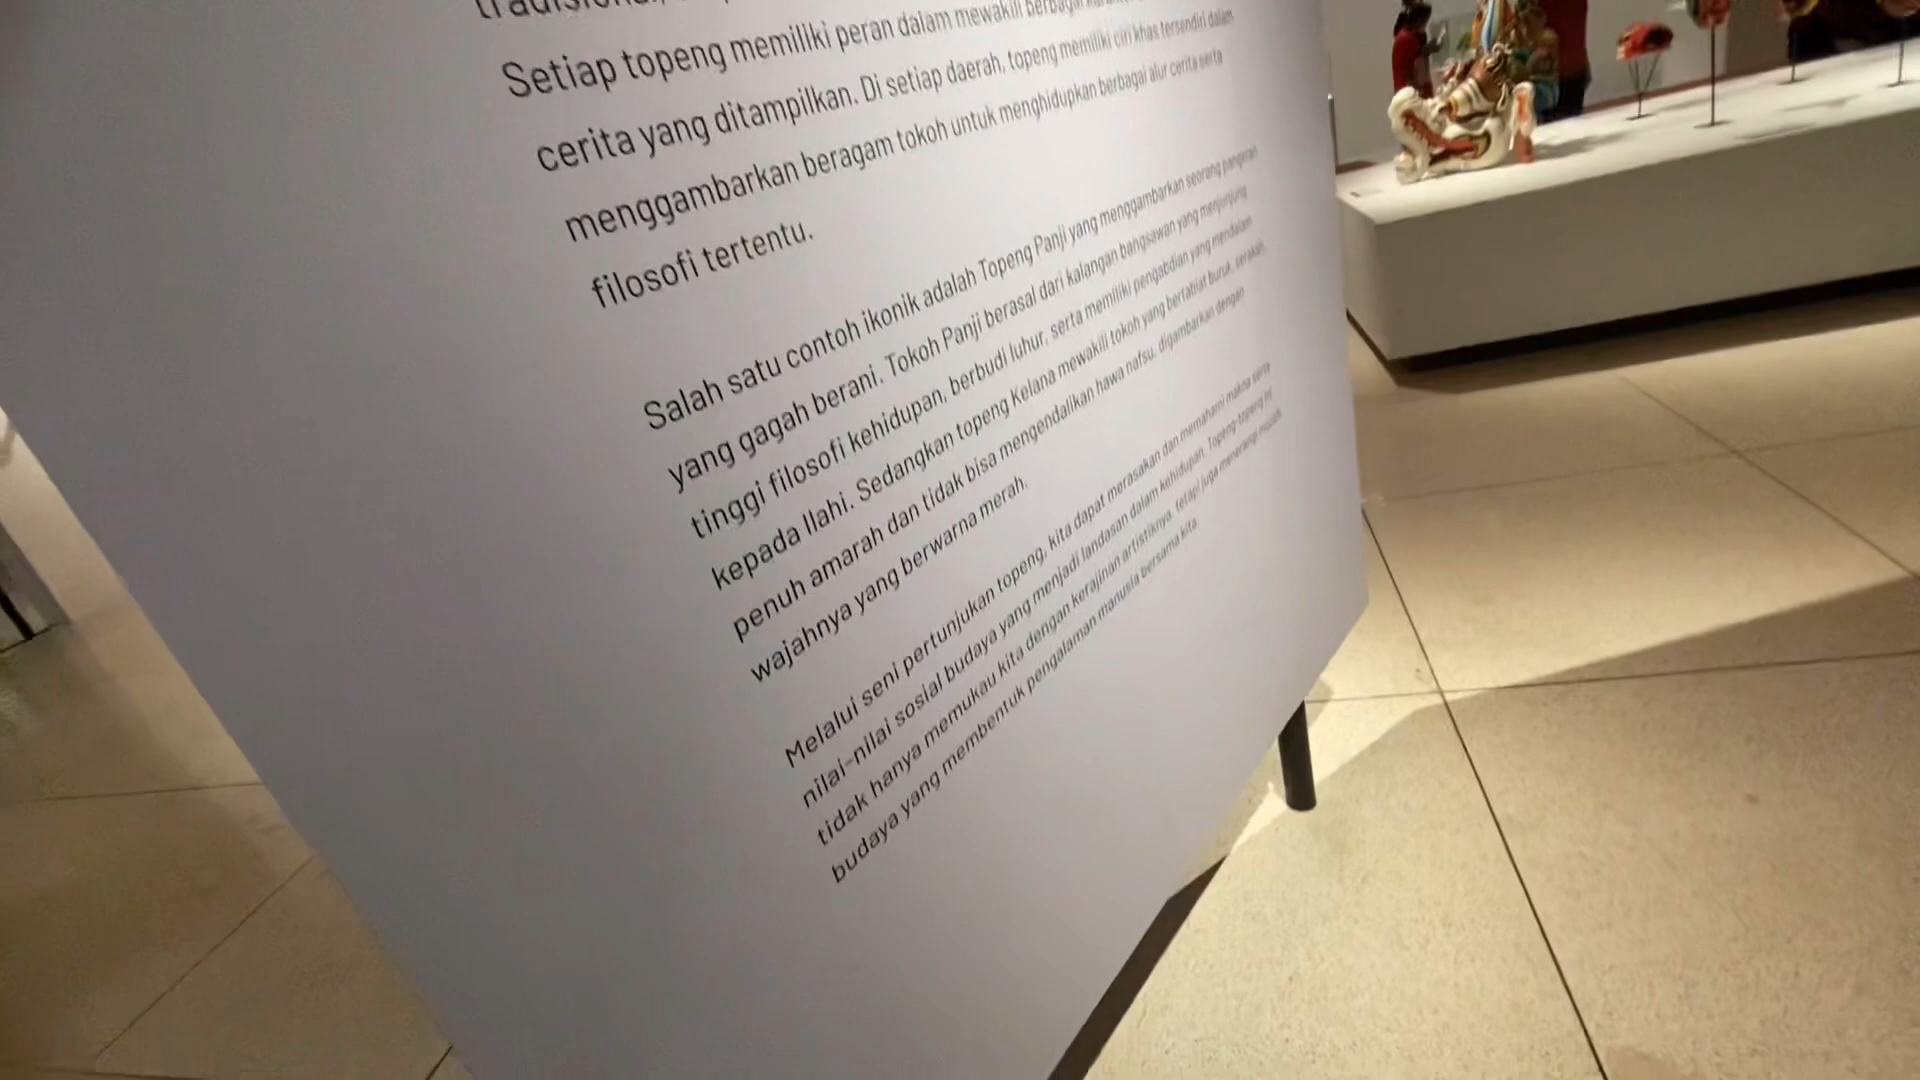 tradisional,
Setiap topeng memiliki peran dalam mewakili berbagai
cerita yang ditampilkan. Di setiap daerah, topeng memiliki ciri khas tersendiri dalam
menggambarkan beragam tokoh untuk menghidupkan berbagai alur cerita serta
filosofi tertentu.
Salah satu contoh ikonik adalah Topeng Panji yang menggambarkan seorang pangeran
yang gagah berani. Tokoh Panji berasal dari kalangan bangsawan yang menjunjung
tinggi filosofi kehidupan, berbudi luhur, serta memiliki pengabdian yang mendalam
kepada Ilahi. Sedangkan topeng Kelana mewakili tokoh yang bertabiat buruk, serakah,
penuh amarah dan tidak bisa mengendalikan hawa nafsu, digambarkan dengan
wajahnya yang berwarna merah.
Melalui seni pertunjukan topeng, kita dapat merasakan dan memahami makna serta
nilai-nilai sosial budaya yang menjadi landasan dalam kehidupan. Topeng-topeng ini
tidak hanya memukau kita dengan kerajinan artistiknya, tetapi juga menerangi
budaya yang membentuk pengalaman manusia bersama kita.